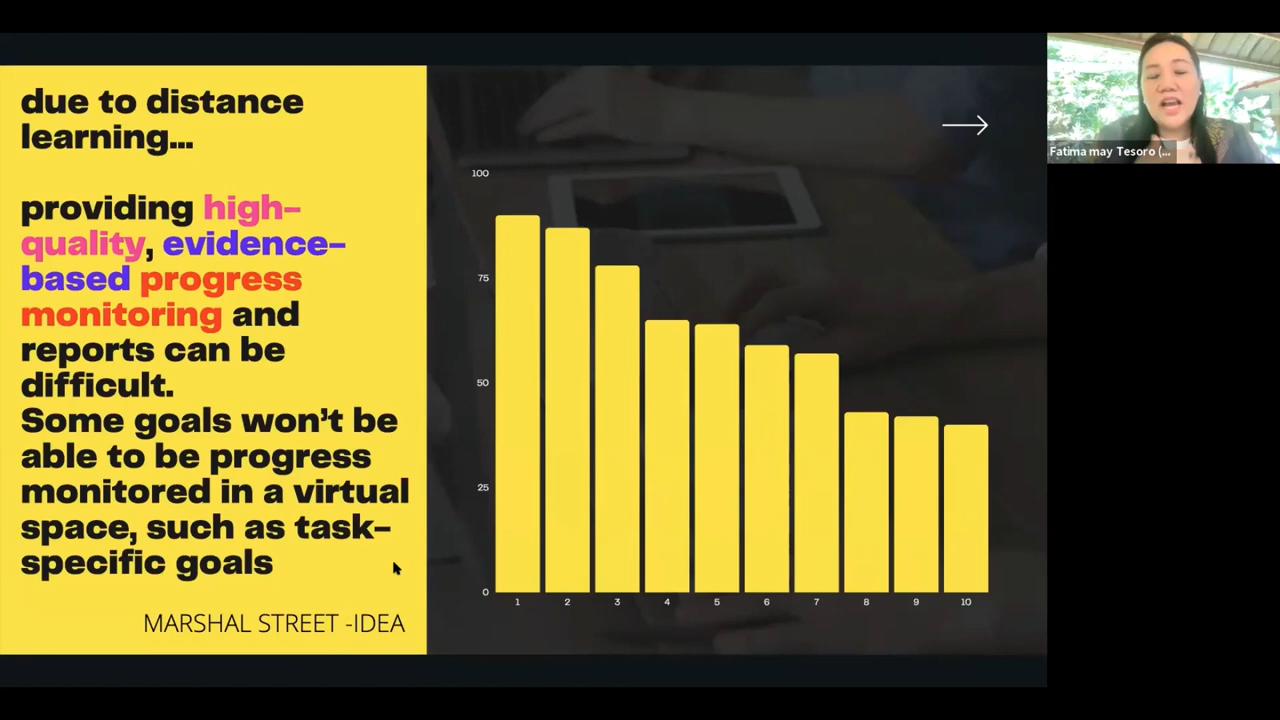 due to distance
learning...
providing high-
quality, evidence-
based progress
monitoring and
reports can be
difficult.
Some goals won't be
able to be progress
monitored in a virtual
space, such as task-
specific goals
MARSHAL STREET -IDEA
100
75
50
25
0
1 2 3 4 5 6 7 8 9 10
Fatima may Tesoro (...